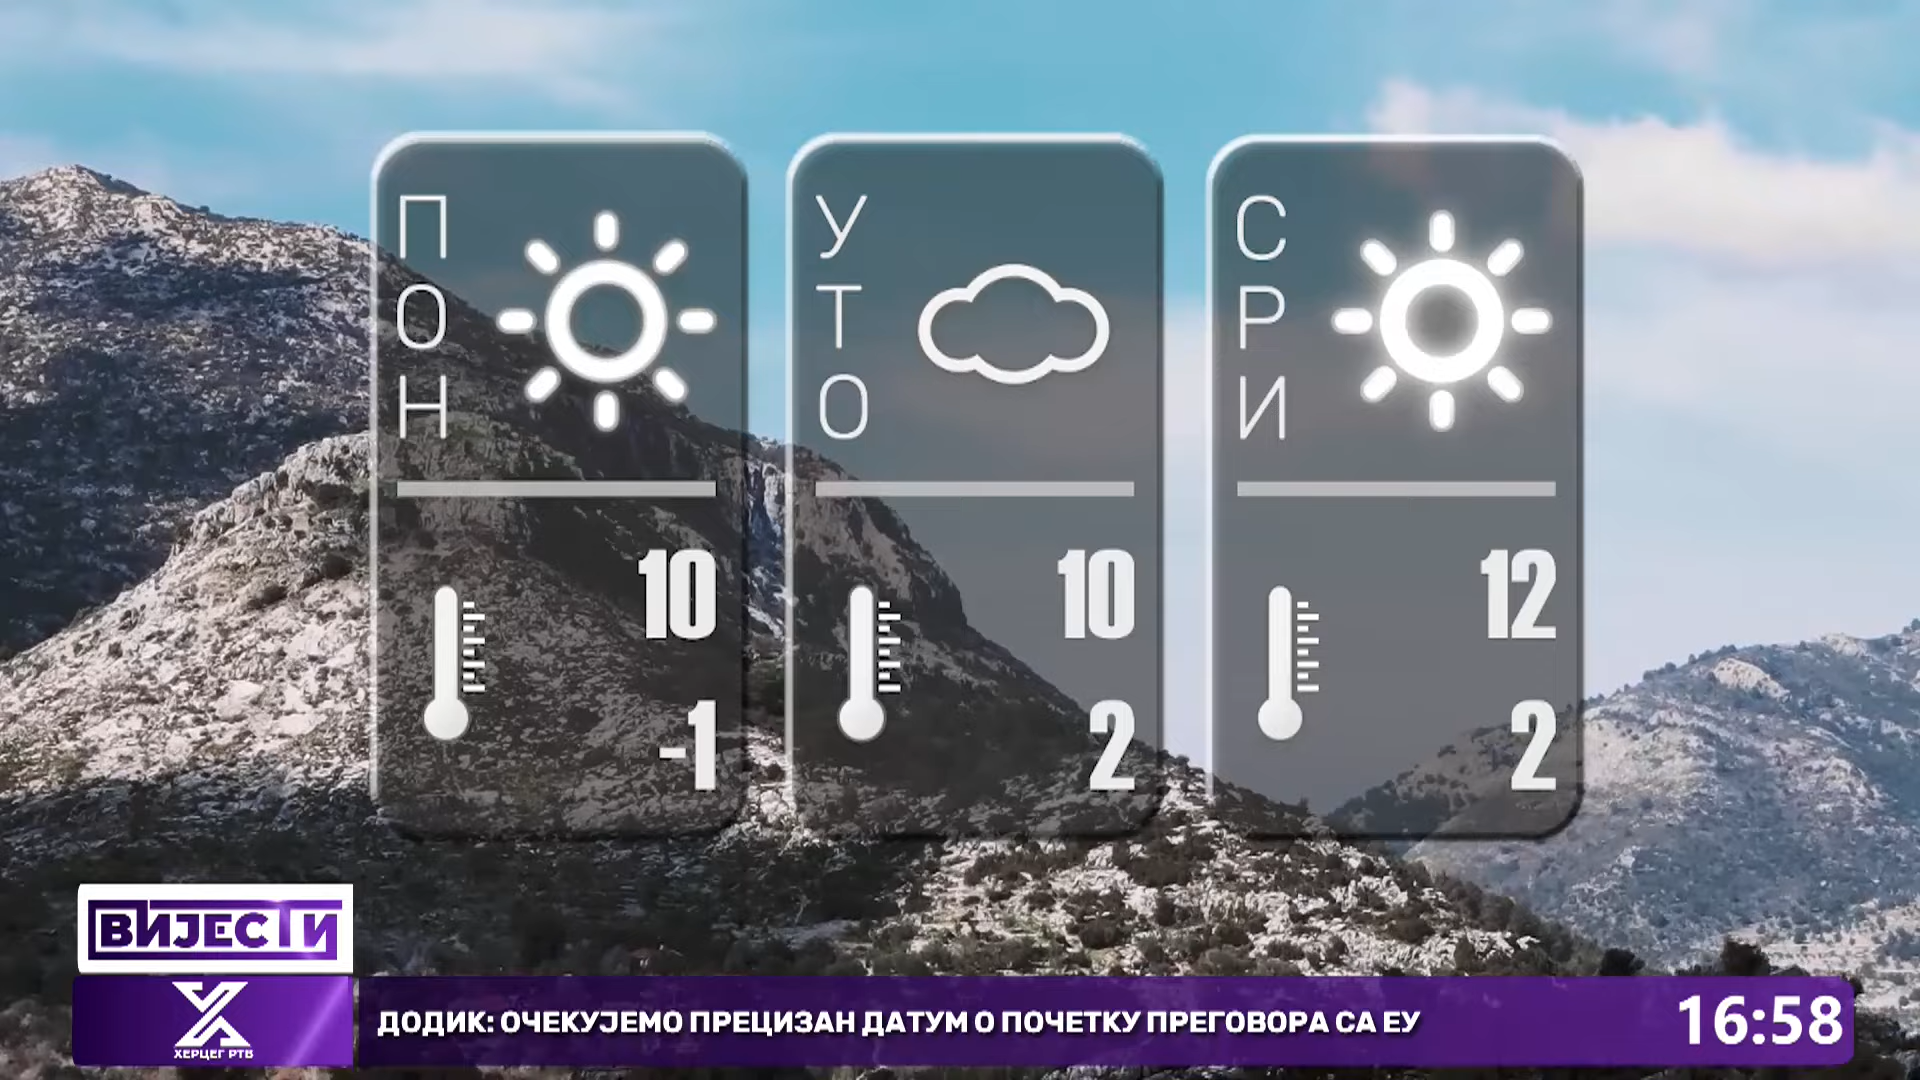 ПОН
10
-1
УТО
10
2
СРИ
12
2
ВИЈЕСТИ
ХЕРЦЕГ РТВ
ДОДИК: ОЧЕКУЈЕМО ПРЕЦИЗАН ДАТУМ О ПОЧЕТКУ ПРЕГОВОРА СА ЕУ
16:58